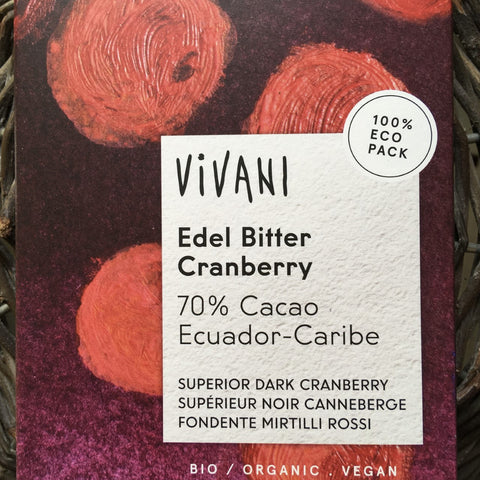 100%
ECO
PACK
ViVANI
Edel Bitter
Cranberry
70% Cacao
Ecuador-Caribe
SUPERIOR DARK CRANBERRY
SUPÉRIEUR NOIR CANNEBERGE
FONDENTE MIRTILLI ROSSI
BIO / ORGANIC . VEGAN